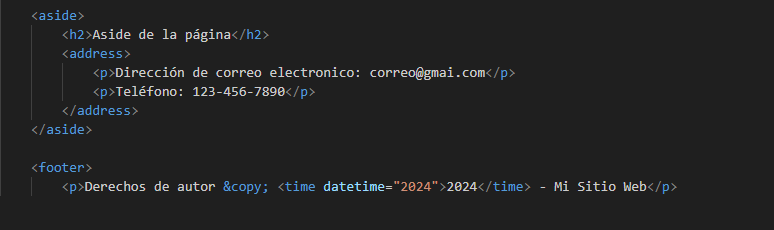 <aside>
<h2>Aside de la página</h2>
<address>
<p>Dirección de correo electronico: correo@gmai.com</p>
<p>Teléfono: 123-456-7890</p>
</address>
</aside>
<footer>
<p>Derechos de autor &copy; <time datetime="2024">2024</time> - Mi Sitio Web</p>